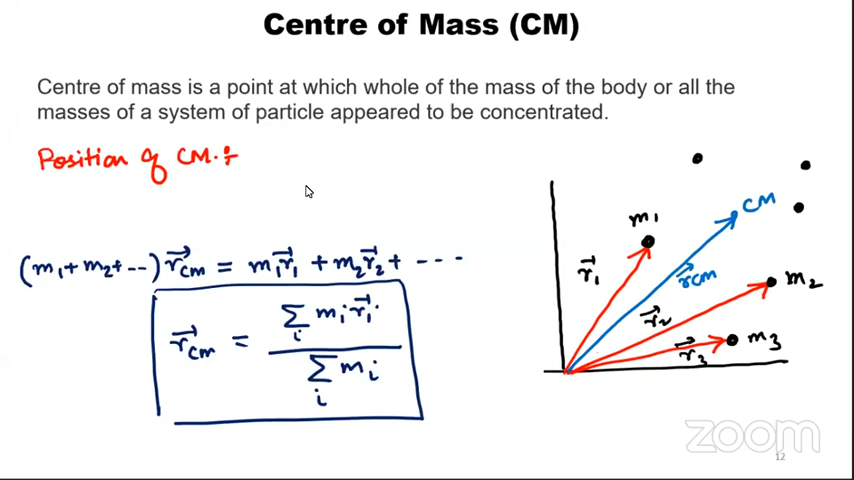 Centre of Mass (CM)
Centre of mass is a point at which whole of the mass of the body or all the
masses of a system of particle appeared to be concentrated.
Position of CM :
(m₁+m₂+--) r⃗cm = m₁r⃗₁ + m₂r⃗₂ + - - - -
r⃗cm = Σᵢ mᵢ r⃗ᵢ / Σᵢ mᵢ
CM
m₁
r⃗₁
r⃗cm
m₂
r⃗₂
m₃
r⃗₃
zoom
12